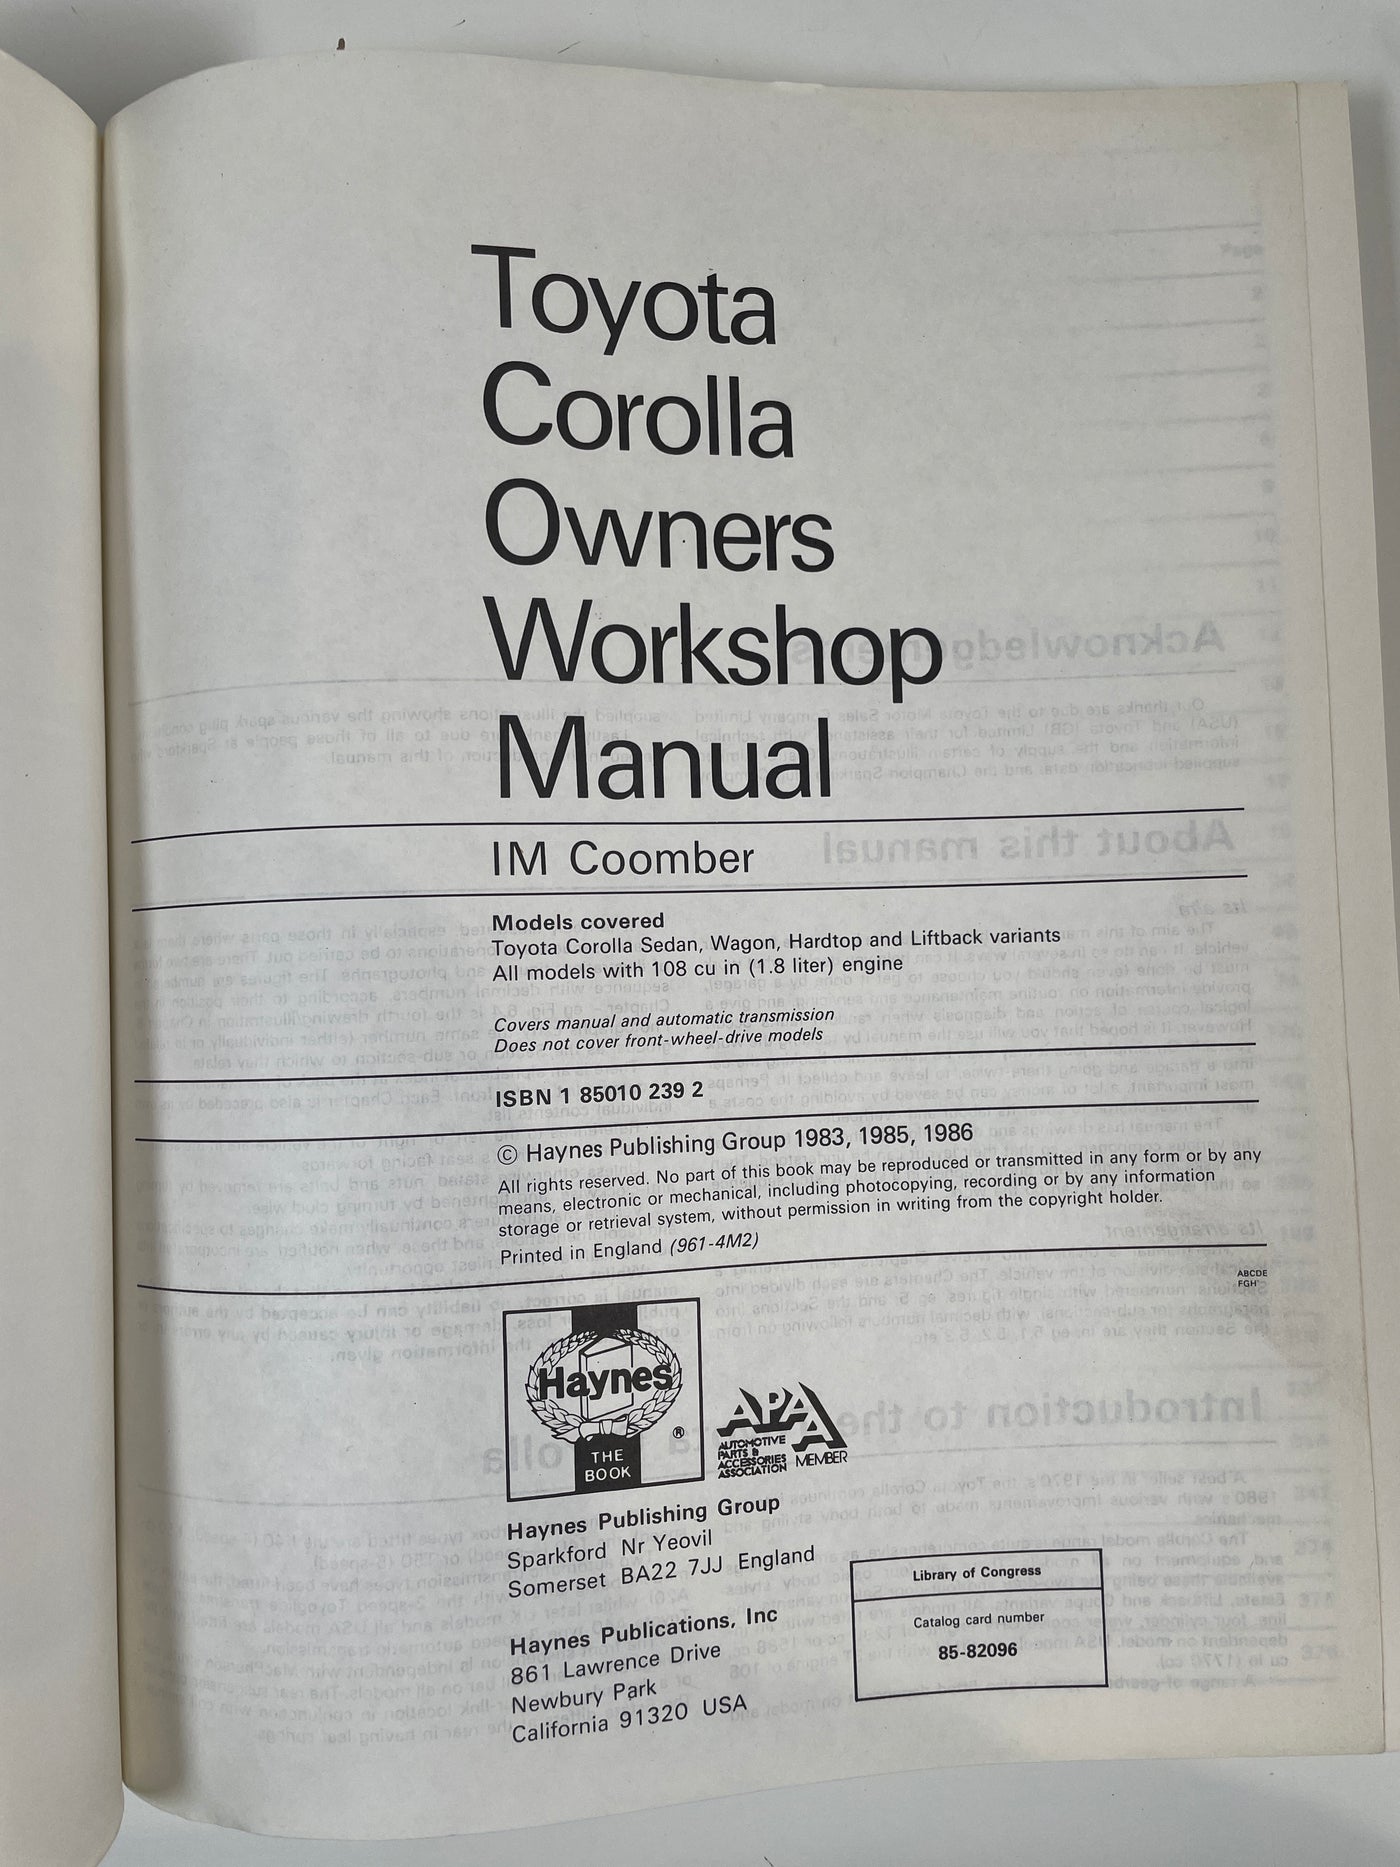 Toyota
Corolla
Owners
Workshop
Manual
IM Coomber
Models covered
Toyota Corolla Sedan, Wagon, Hardtop and Liftback variants
All models with 108 cu in (1.8 liter) engine
Covers manual and automatic transmission
Does not cover front-wheel-drive models
ISBN 1 85010 239 2
© Haynes Publishing Group 1983, 1985, 1986
All rights reserved. No part of this book may be reproduced or transmitted in any form or by any
means, electronic or mechanical, including photocopying, recording or by any information
storage or retrieval system, without permission in writing from the copyright holder.
Printed in England (961-4M2)
ABCDE
FGH
Haynes
®
THE
BOOK
APAA
AUTOMOTIVE
PARTS &
ACCESSORIES
ASSOCIATION
MEMBER
Haynes Publishing Group
Sparkford Nr Yeovil
Somerset BA22 7JJ England
Haynes Publications, Inc
861 Lawrence Drive
Newbury Park
California 91320 USA
Library of Congress
Catalog card number
85-82096